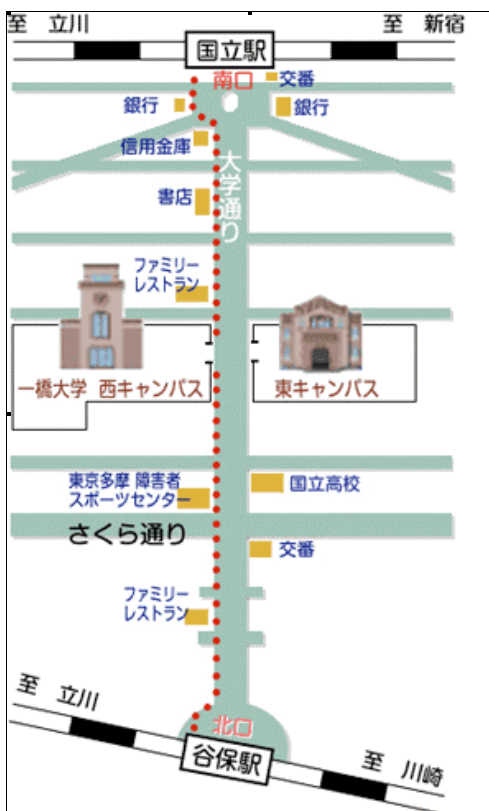 至 立川
至 新宿
国立駅
南口
交番
銀行
銀行
信用金庫
大学通り
書店
ファミリー
レストラン
一橋大学 西キャンパス
東キャンパス
東京多摩 障害者
スポーツセンター
国立高校
さくら通り
交番
ファミリー
レストラン
至 立川
北口
谷保駅
至 川崎